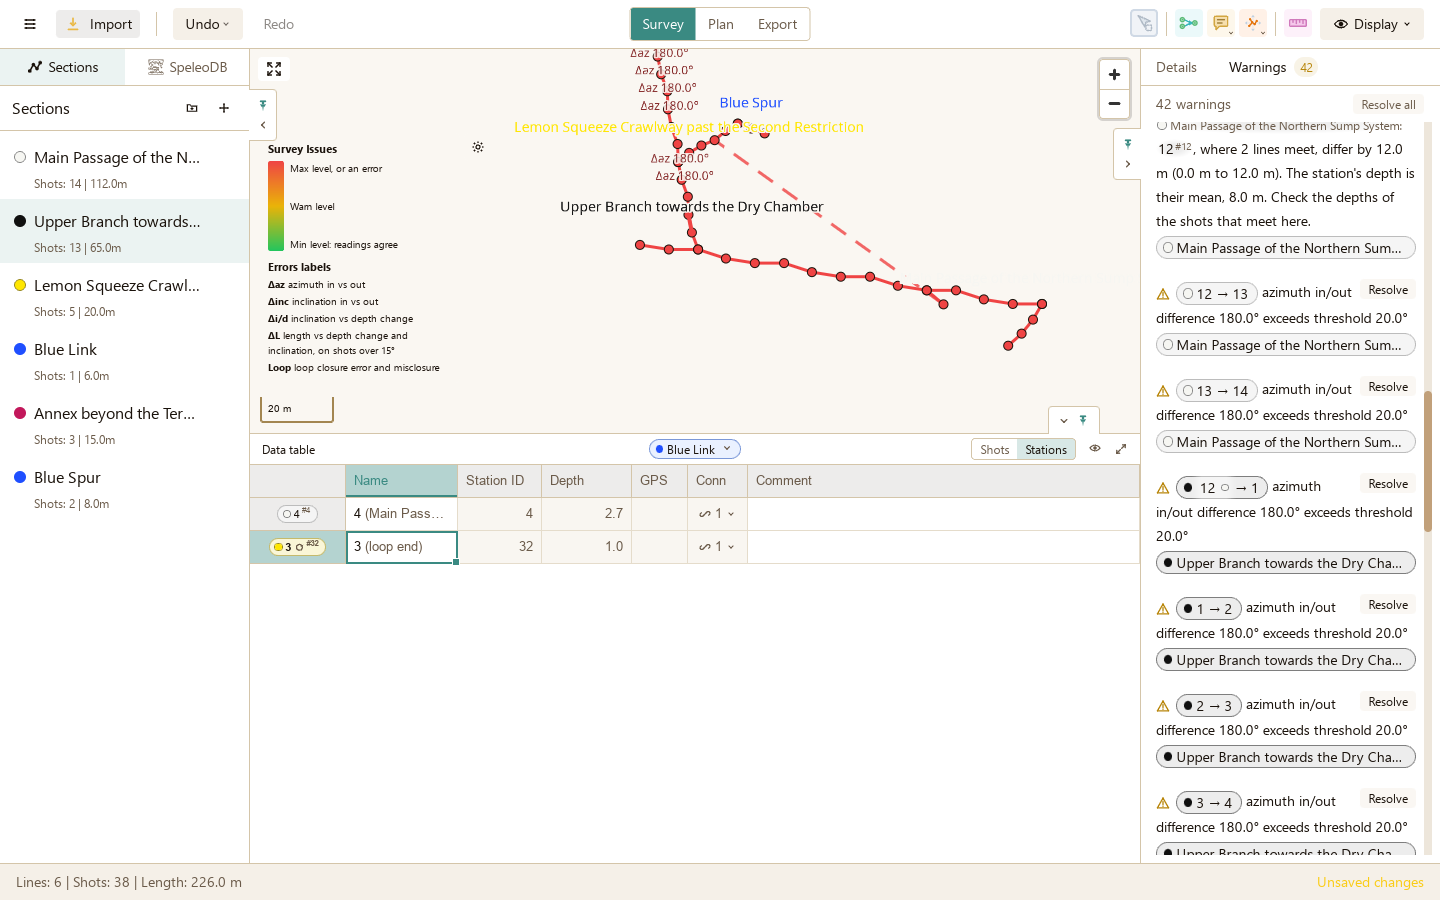 Import
Undo
Redo
Survey
Plan
Export
Display
Sections
SpeleoDB
Sections
Main Passage of the N...
Shots: 14 | 112.0m
Upper Branch towards...
Shots: 13 | 65.0m
Lemon Squeeze Crawl...
Shots: 5 | 20.0m
Blue Link
Shots: 1 | 6.0m
Annex beyond the Ter...
Shots: 3 | 15.0m
Blue Spur
Shots: 2 | 8.0m
Δaz 180.0°
Δaz 180.0°
Δaz 180.0°
Δaz 180.0°
Blue Spur
Lemon Squeeze Crawlway past the Second Restriction
Δaz 180.0°
Δaz 180.0°
Upper Branch towards the Dry Chamber
Survey Issues
Max level, or an error
Warn level
Min level: readings agree
Errors labels
Δaz azimuth in vs out
Δinc inclination in vs out
Δi/d inclination vs depth change
ΔL length vs depth change and
inclination, on shots over 15°
Loop loop closure error and misclosure
20 m
Data table
Blue Link
Shots
Stations
Name Station ID Depth GPS Conn Comment
4 #4 4 (Main Pass... 4 2.7 1
3 #32 3 (loop end) 32 1.0 1
Details
Warnings 42
42 warnings
Resolve all
Main Passage of the Northern Sump System:
12 #12, where 2 lines meet, differ by 12.0
m (0.0 m to 12.0 m). The station's depth is
their mean, 8.0 m. Check the depths of
the shots that meet here.
Main Passage of the Northern Sum...
12 → 13 azimuth in/out Resolve
difference 180.0° exceeds threshold 20.0°
Main Passage of the Northern Sum...
13 → 14 azimuth in/out Resolve
difference 180.0° exceeds threshold 20.0°
Main Passage of the Northern Sum...
12 → 1 azimuth Resolve
in/out difference 180.0° exceeds threshold
20.0°
Upper Branch towards the Dry Cha...
1 → 2 azimuth in/out Resolve
difference 180.0° exceeds threshold 20.0°
Upper Branch towards the Dry Cha...
2 → 3 azimuth in/out Resolve
difference 180.0° exceeds threshold 20.0°
Upper Branch towards the Dry Cha...
3 → 4 azimuth in/out Resolve
difference 180.0° exceeds threshold 20.0°
Upper Branch towards the Dry Cha...
Lines: 6 | Shots: 38 | Length: 226.0 m
Unsaved changes